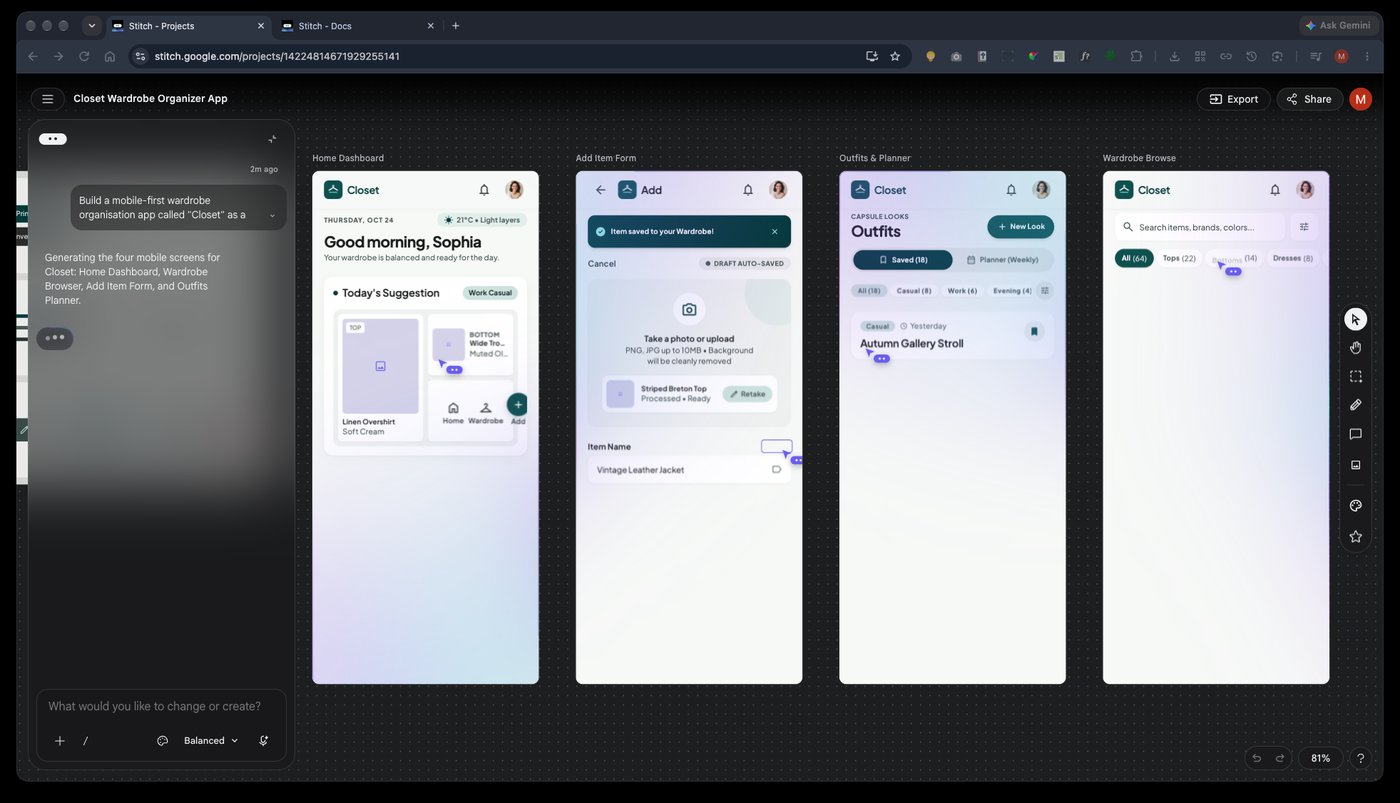 Stitch - Projects
Stitch - Docs
Ask Gemini
stitch.google.com/projects/14224814671929255141
f?
M
Closet Wardrobe Organizer App
Export
Share
M
2m ago
Build a mobile-first wardrobe
organisation app called "Closet" as a
Generating the four mobile screens for
Closet: Home Dashboard, Wardrobe
Browser, Add Item Form, and Outfits
Planner.
What would you like to change or create?
/
Balanced
Home Dashboard
Closet
THURSDAY, OCT 24
21°C • Light layers
Good morning, Sophia
Your wardrobe is balanced and ready for the day.
Today's Suggestion
Work Casual
TOP
Linen Overshirt
Soft Cream
BOTTOM
Wide Tro...
Muted Ol...
Home
Wardrobe
Add
Add Item Form
Add
Item saved to your Wardrobe!
Cancel
DRAFT AUTO-SAVED
Take a photo or upload
PNG, JPG up to 10MB • Background
will be cleanly removed
Striped Breton Top
Processed • Ready
Retake
Item Name
Vintage Leather Jacket
Outfits & Planner
Closet
CAPSULE LOOKS
Outfits
New Look
Saved (18)
Planner (Weekly)
All (18)
Casual (8)
Work (6)
Evening (4)
Casual
Yesterday
Autumn Gallery Stroll
Wardrobe Browse
Closet
Search items, brands, colors...
All (64)
Tops (22)
Bottoms (14)
Dresses (8)
81%
?